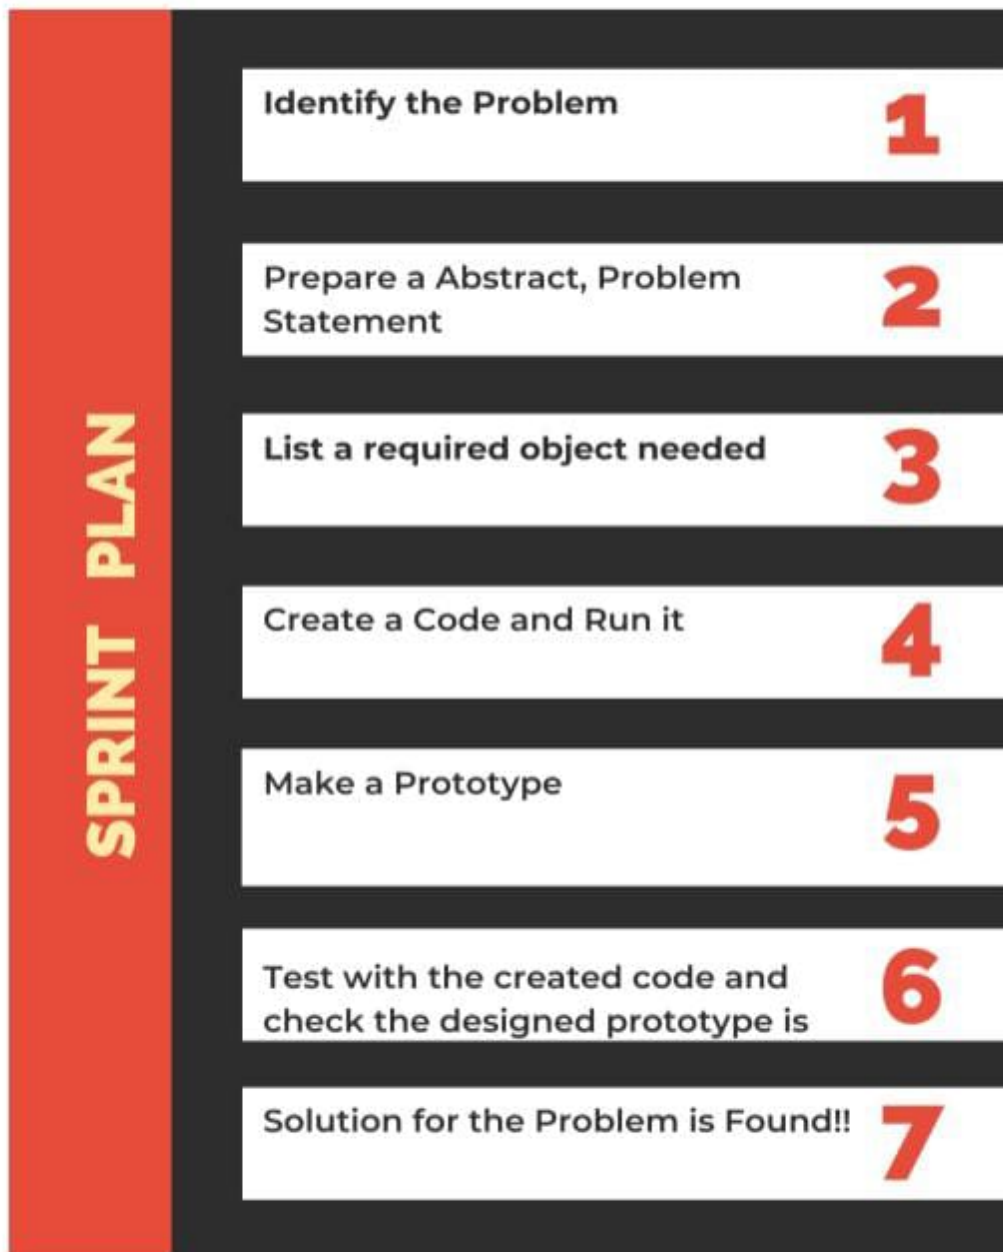 SPRINT PLAN
Identify the Problem
1
Prepare a Abstract, Problem
Statement
2
List a required object needed
3
Create a Code and Run it
4
Make a Prototype
5
Test with the created code and
check the designed prototype is
6
Solution for the Problem is Found!!
7